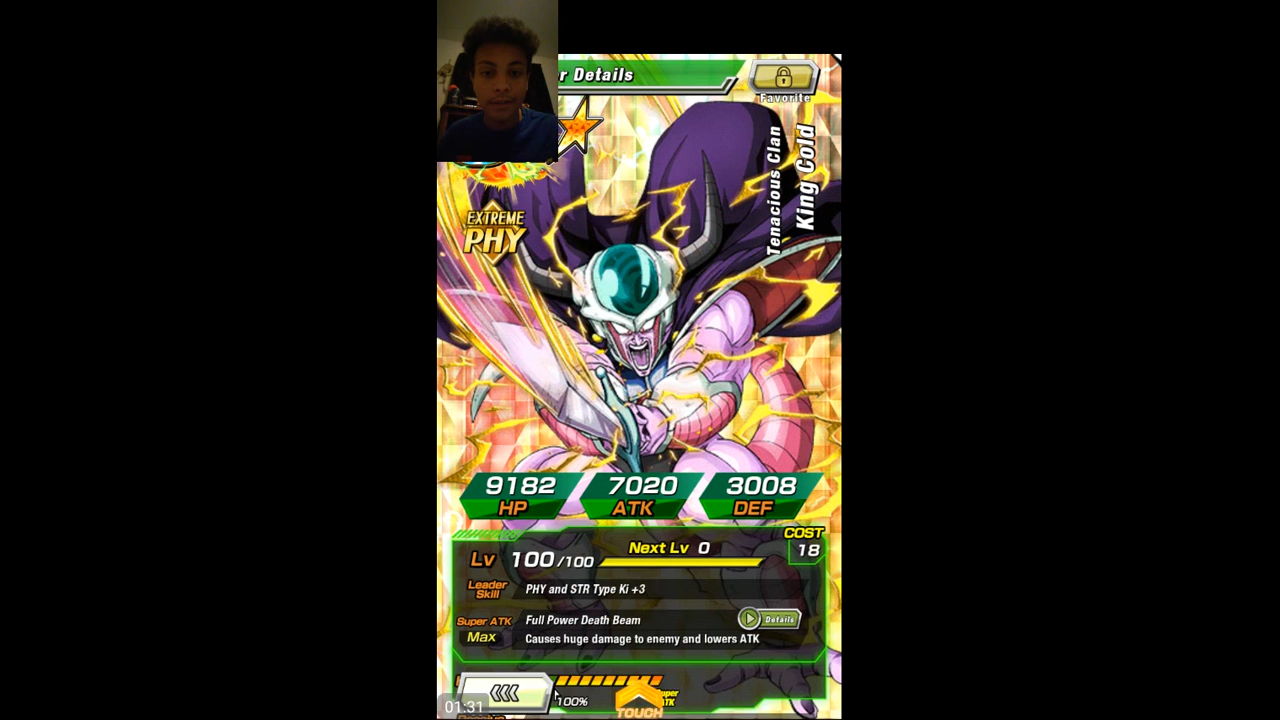 r Details
Favorite
Tenacious Clan
King Cold
EXTREME
PHY
9182
HP
7020
ATK
3008
DEF
COST
18
Lv 100/100
Next Lv 0
Leader
Skill
PHY and STR Type Ki +3
Super ATK
Max
Full Power Death Beam
Details
Causes huge damage to enemy and lowers ATK
100%
TOUCH
01:31